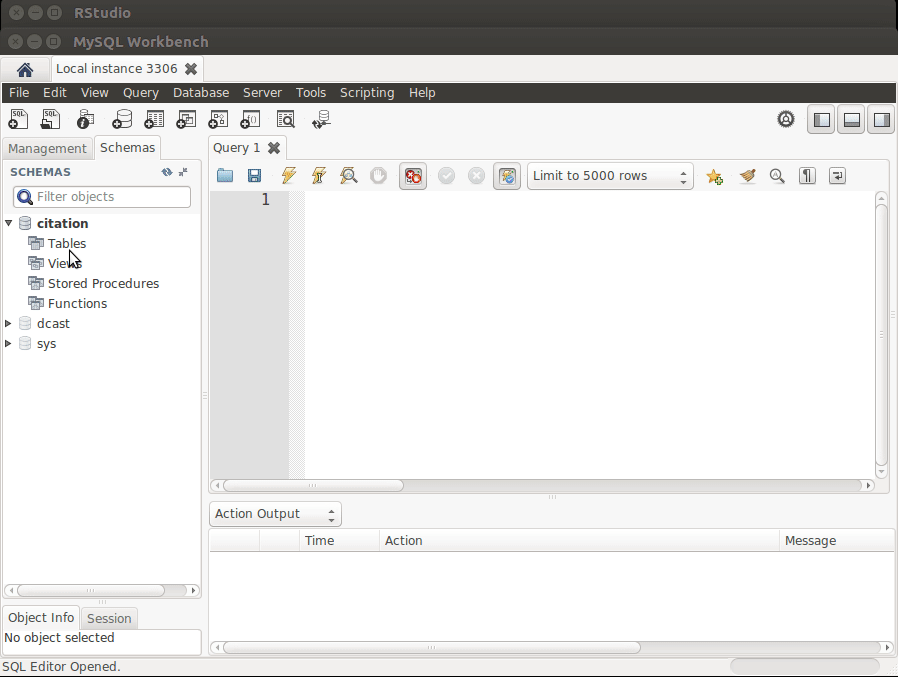 RStudio
MySQL Workbench
Local instance 3306
File Edit View Query Database Server Tools Scripting Help
Management Schemas
Query 1
SCHEMAS
Filter objects
Limit to 5000 rows
1
citation
Tables
Views
Stored Procedures
Functions
dcast
sys
Action Output
Time Action Message
Object Info Session
No object selected
SQL Editor Opened.